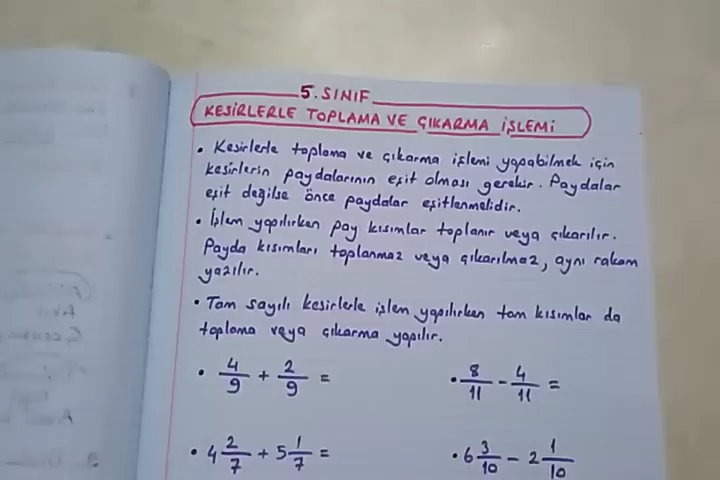 5. SINIF
KESİRLERLE TOPLAMA VE ÇIKARMA İŞLEMİ
• Kesirlerle toplama ve çıkarma işlemi yapabilmek için
kesirlerin paydalarının eşit olması gerekir. Paydalar
eşit değilse önce paydalar eşitlenmelidir.
• İşlem yapılırken pay kısımlar toplanır veya çıkarılır.
Payda kısımları toplanmaz veya çıkarılmaz, aynı rakam
yazılır.
• Tam sayılı kesirlerle işlem yapılırken tam kısımlar da
toplama veya çıkarma yapılır.
• 4/9 + 2/9 = • 8/11 - 4/11 =
• 4 2/7 + 5 1/7 = • 6 3/10 - 2 1/10